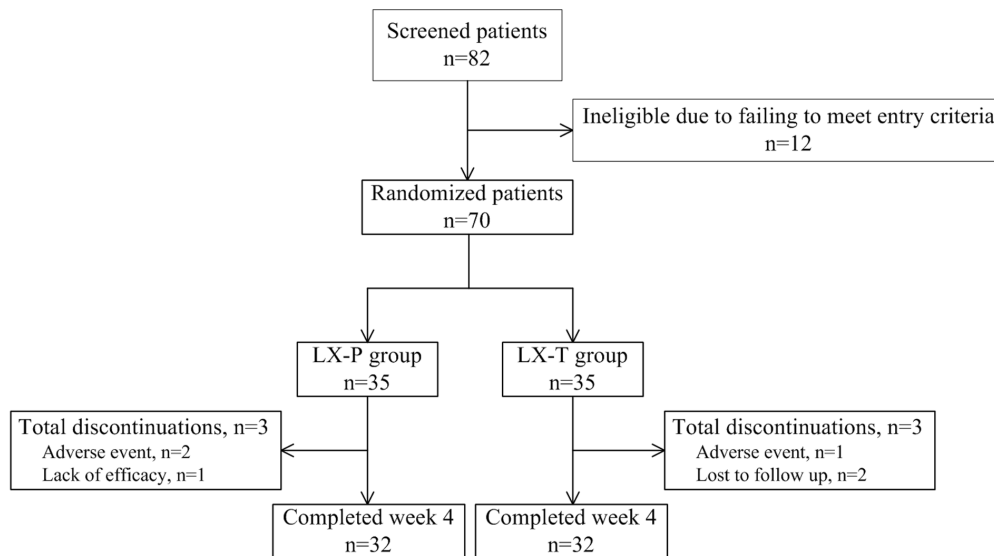 Screened patients
n=82
Ineligible due to failing to meet entry criteria
n=12
Randomized patients
n=70
LX-P group
n=35
LX-T group
n=35
Total discontinuations, n=3
Adverse event, n=2
Lack of efficacy, n=1
Total discontinuations, n=3
Adverse event, n=1
Lost to follow up, n=2
Completed week 4
n=32
Completed week 4
n=32